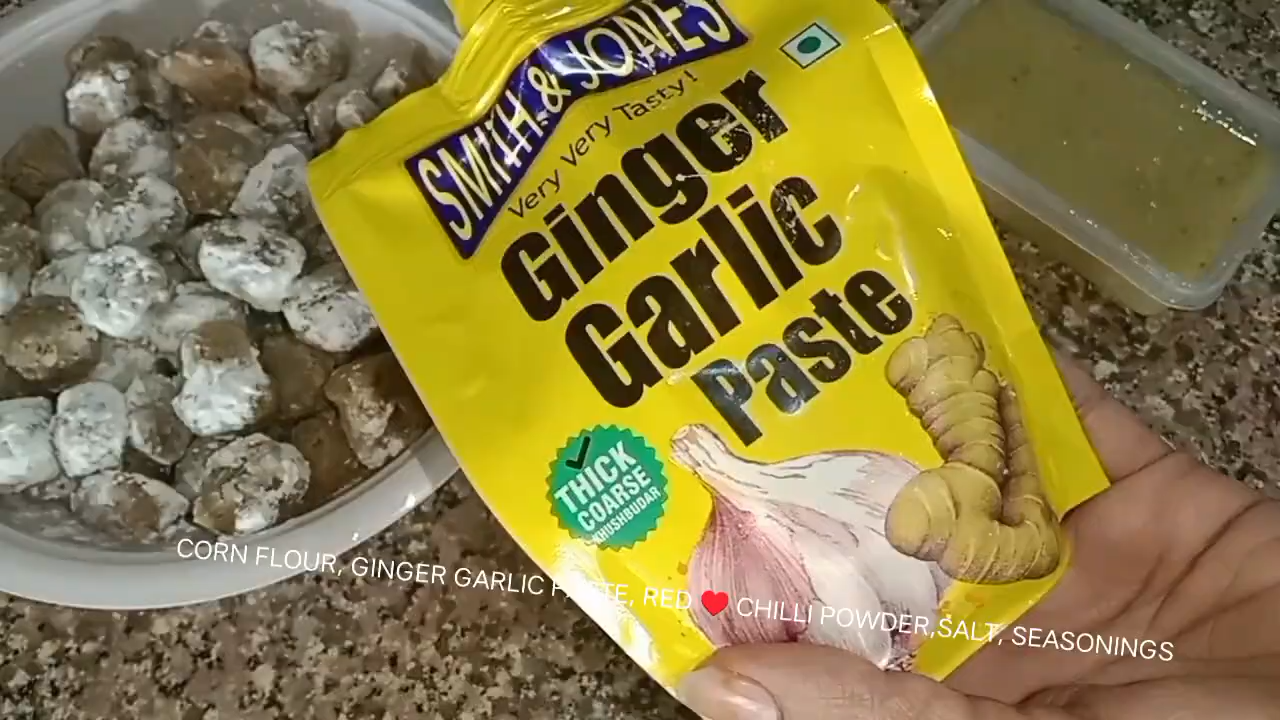 SMITH & JONES
Very Very Tasty!
Ginger
Garlic
Paste
THICK
COARSE
KHUSHBUDAR
CORN FLOUR, GINGER GARLIC PASTE, RED ❤️ CHILLI POWDER,SALT, SEASONINGS